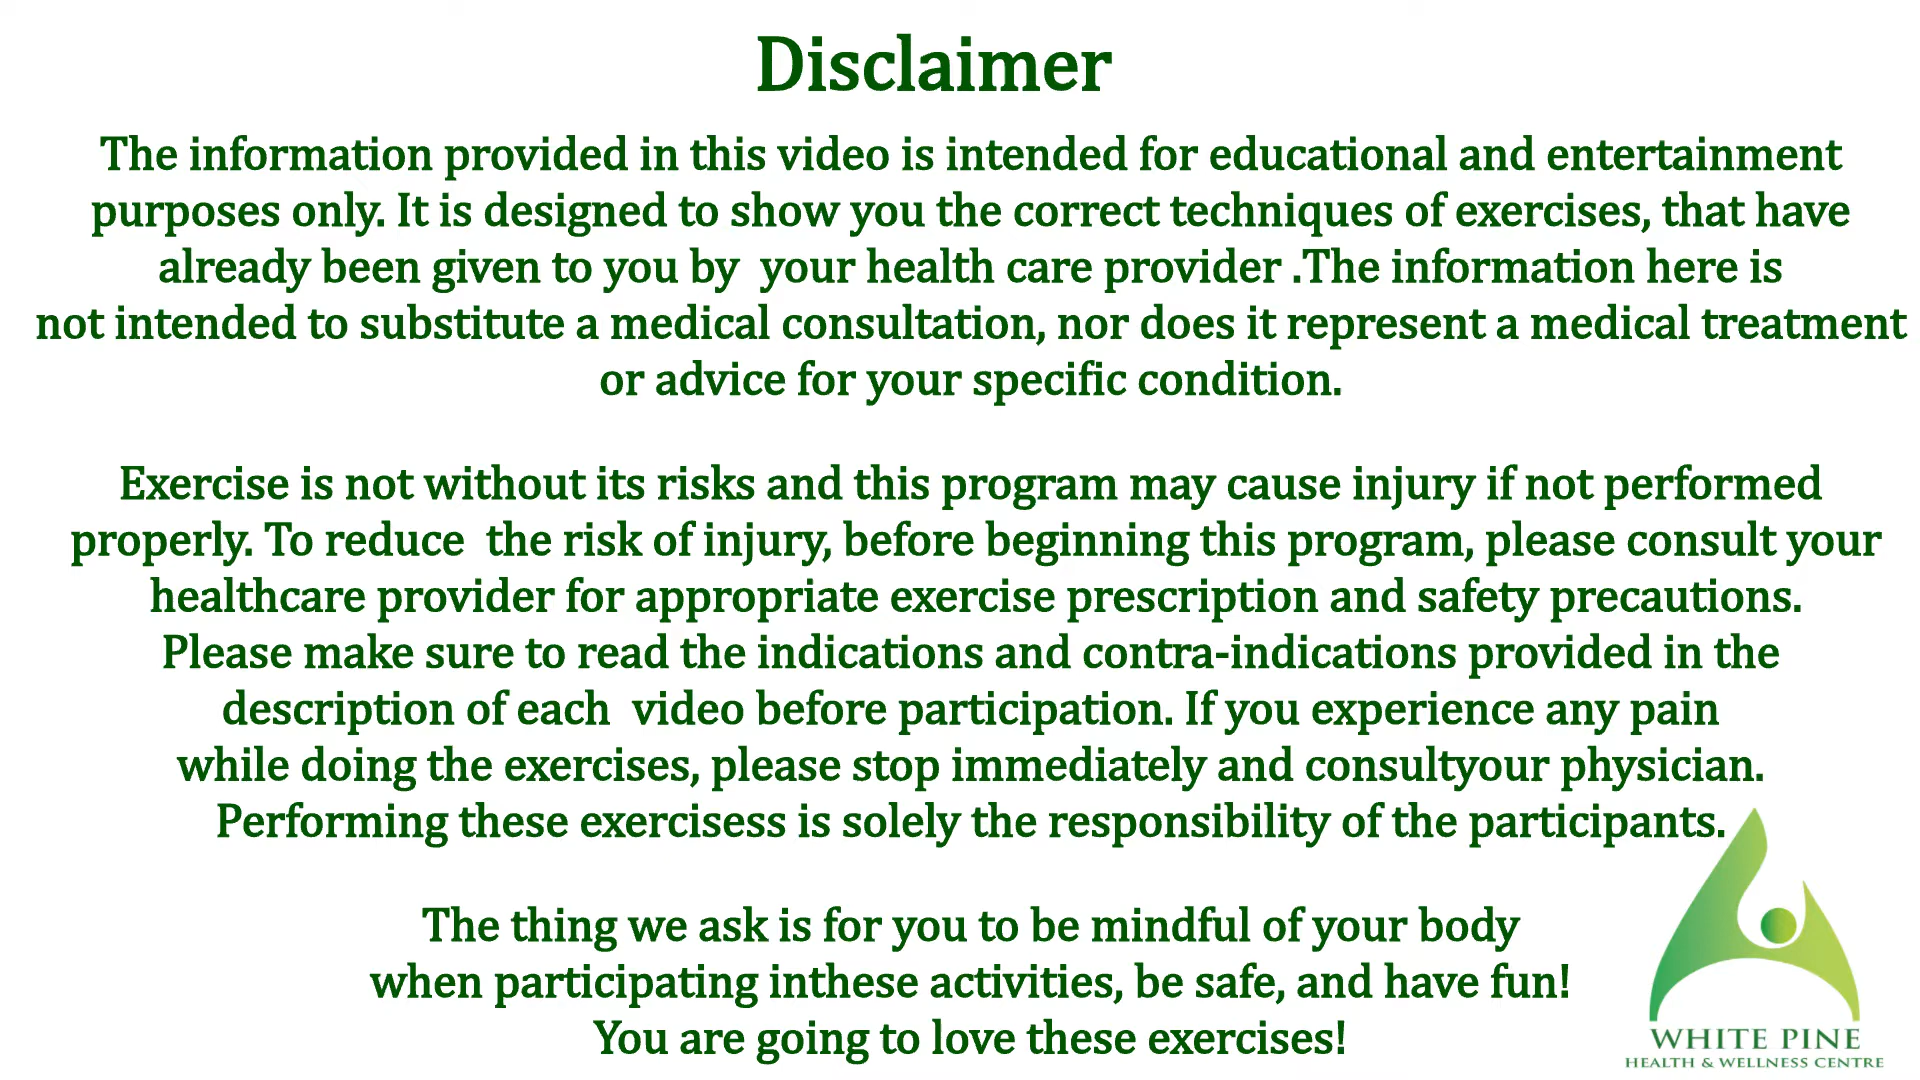 Disclaimer
The information provided in this video is intended for educational and entertainment
purposes only. It is designed to show you the correct techniques of exercises, that have
already been given to you by  your health care provider .The information here is
not intended to substitute a medical consultation, nor does it represent a medical treatment
or advice for your specific condition.
Exercise is not without its risks and this program may cause injury if not performed
properly. To reduce  the risk of injury, before beginning this program, please consult your
healthcare provider for appropriate exercise prescription and safety precautions.
Please make sure to read the indications and contra-indications provided in the
description of each  video before participation. If you experience any pain
while doing the exercises, please stop immediately and consultyour physician.
Performing these exercisess is solely the responsibility of the participants.
The thing we ask is for you to be mindful of your body
when participating inthese activities, be safe, and have fun!
You are going to love these exercises!
WHITE PINE
HEALTH & WELLNESS CENTRE